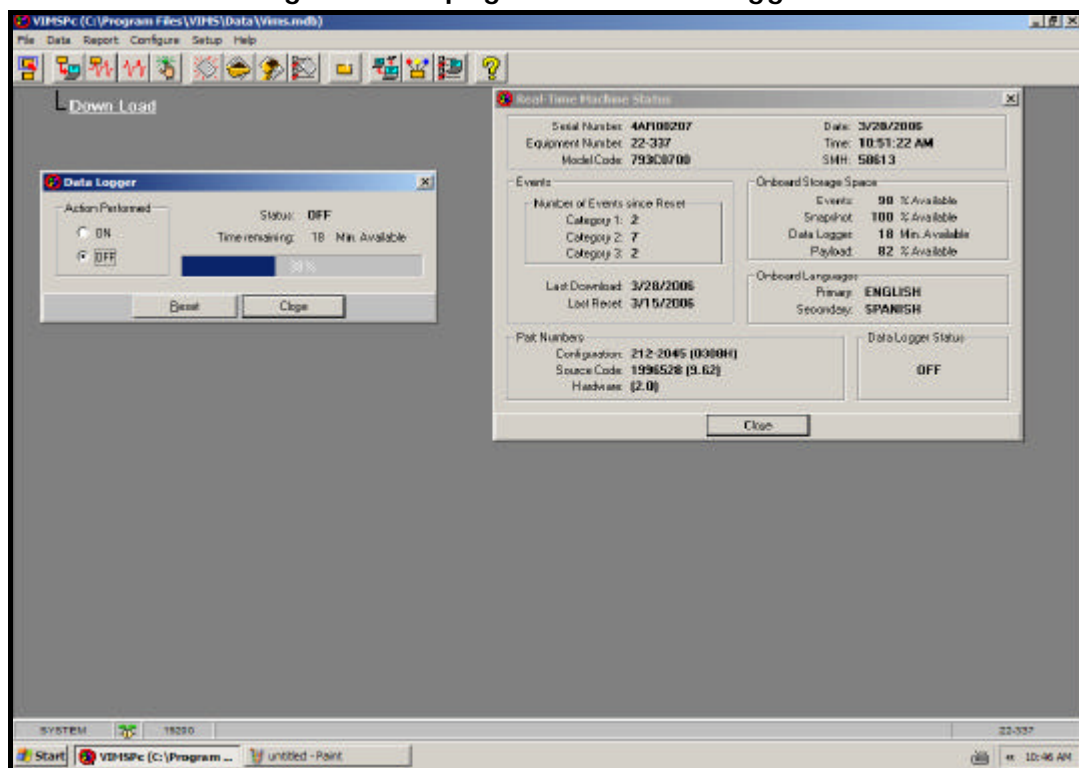 VIMSPc (C:\Program Files\VIMS\Data\Vims.mdb)
File Data Report Configure Setup Help
Down Load
Data Logger
Action Performed
ON
OFF
Status: OFF
Time remaining: 18 Min. Available
Reset Close
Real-Time Machine Status
Serial Number: 4AR00207
Equipment Number: 22-337
Model Code: 793C0700
Date: 3/28/2006
Time: 10:51:22 AM
SMH: 58613
Events
Number of Events since Reset
Category 1: 2
Category 2: 7
Category 3: 2
Last Download: 3/28/2006
Last Reset: 3/15/2006
Onboard Storage Space
Events: 90 % Available
Snapshot: 100 % Available
Data Logger: 18 Min. Available
Payload: 82 % Available
Onboard Languages
Primary: ENGLISH
Secondary: SPANISH
Part Numbers
Configuration: 212-2045 (0308H)
Source Code: 1996528 (9.62)
Hardware: (2.0)
Data Logger Status
OFF
Close
SYSTEM 19200 22-337
Start VIMSPc (C:\Program ... untitled - Paint « 10:46 AM